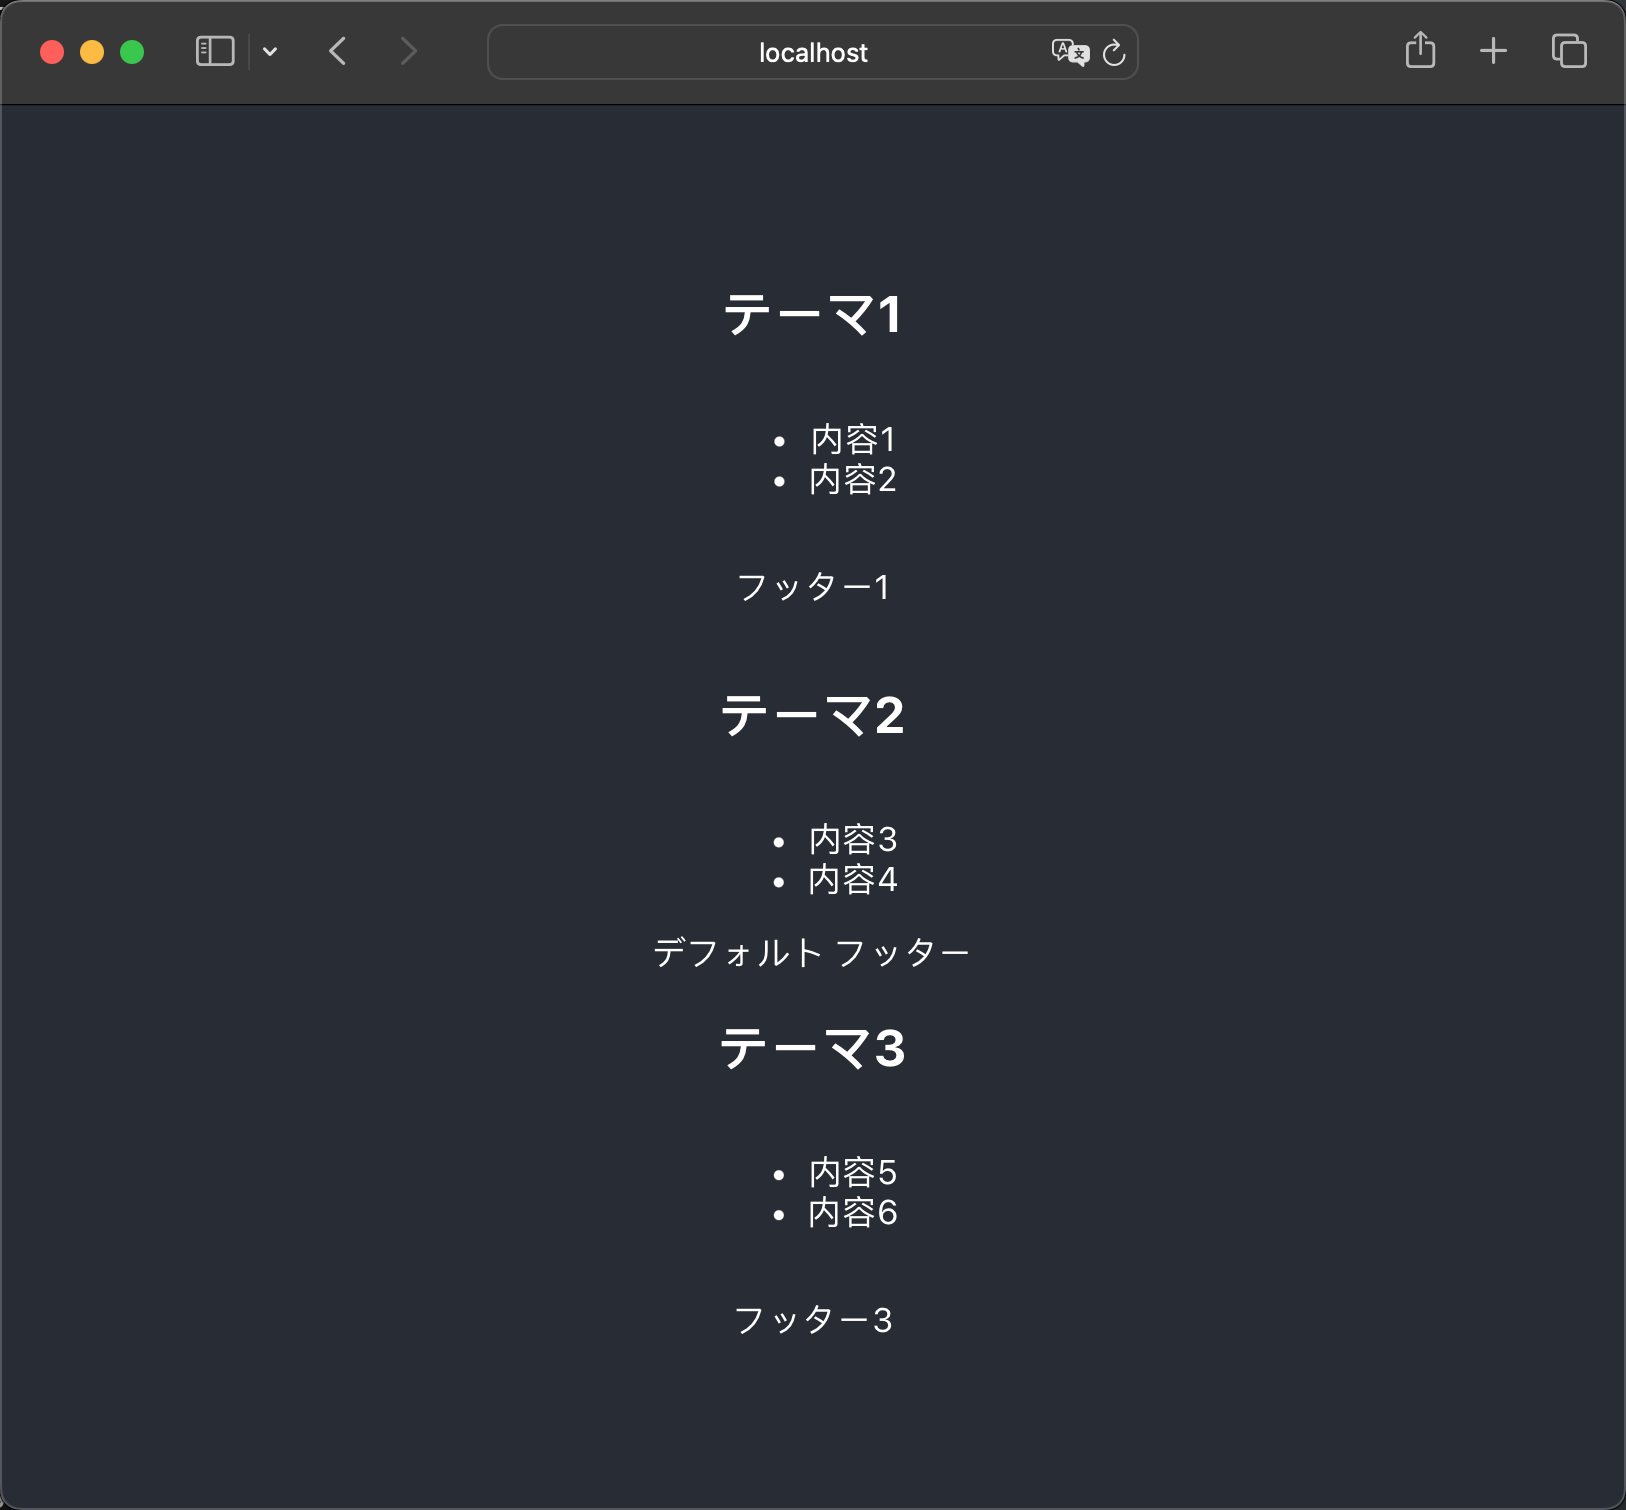 localhost
テーマ1
• 内容1
• 内容2
フッター1
テーマ2
• 内容3
• 内容4
デフォルト フッター
テーマ3
• 内容5
• 内容6
フッター3